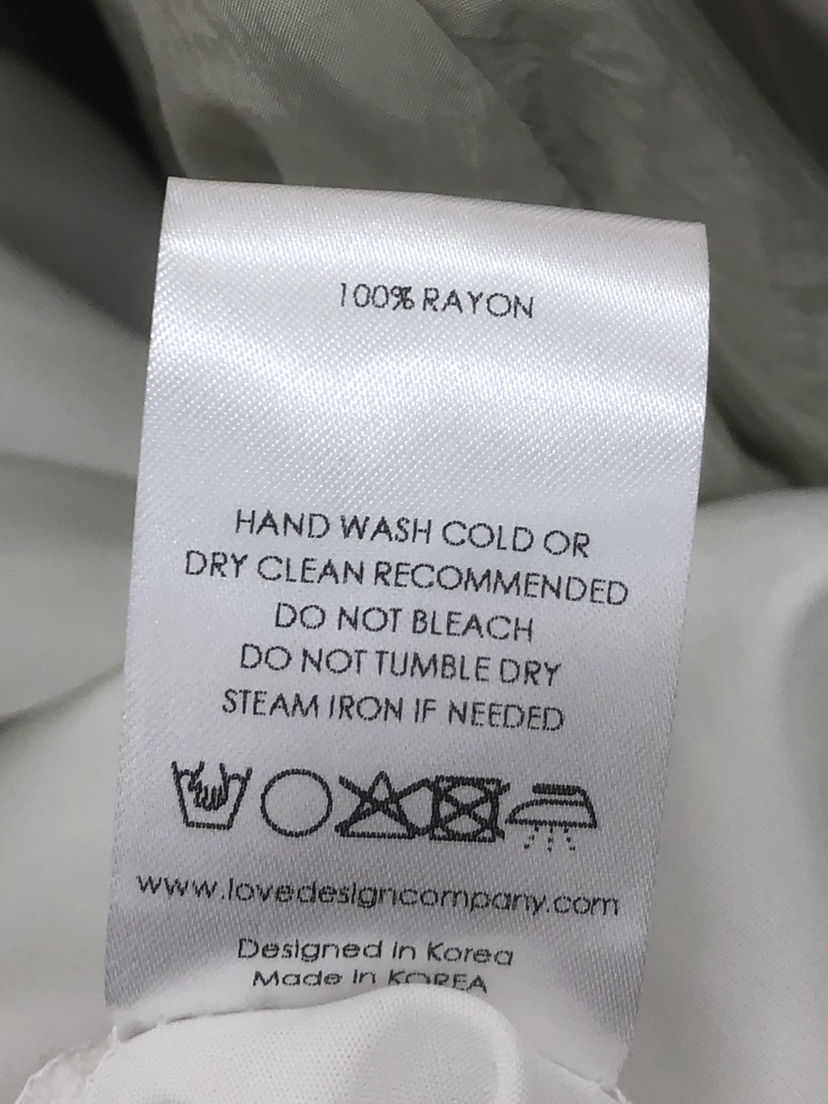 100% RAYON
HAND WASH COLD OR
DRY CLEAN RECOMMENDED
DO NOT BLEACH
DO NOT TUMBLE DRY
STEAM IRON IF NEEDED
www.lovedesigncompany.com
Designed in Korea
Made in KOREA